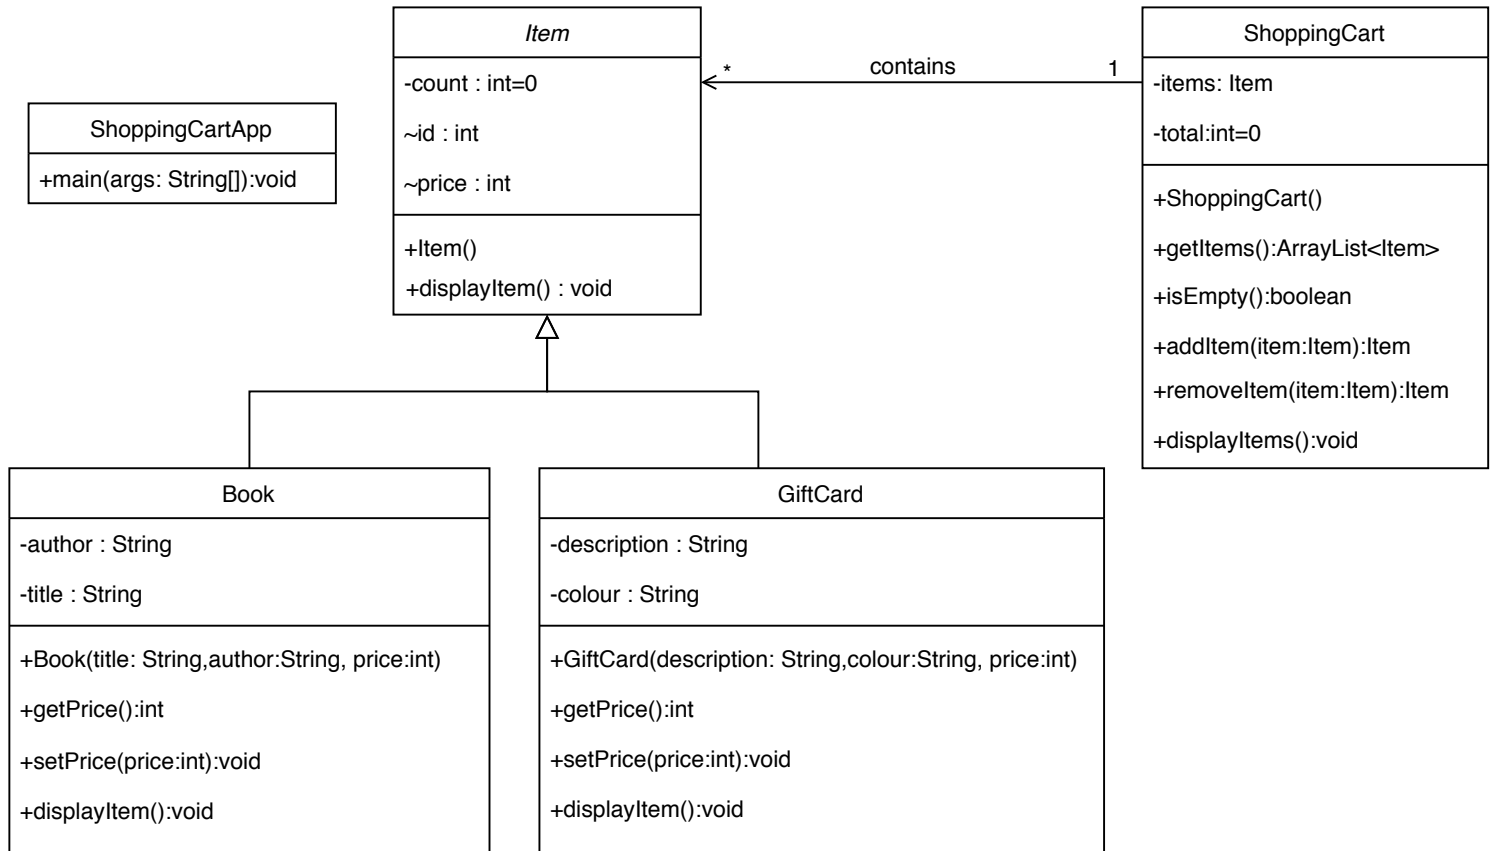 Item
-count : int=0
~id : int
~price : int
+Item()
+displayItem() : void
* contains 1
ShoppingCart
-items: Item
-total:int=0
+ShoppingCart()
+getItems():ArrayList<Item>
+isEmpty():boolean
+addItem(item:Item):Item
+removeItem(item:Item):Item
+displayItems():void
ShoppingCartApp
+main(args: String[]):void
Book
-author : String
-title : String
+Book(title: String,author:String, price:int)
+getPrice():int
+setPrice(price:int):void
+displayItem():void
GiftCard
-description : String
-colour : String
+GiftCard(description: String,colour:String, price:int)
+getPrice():int
+setPrice(price:int):void
+displayItem():void